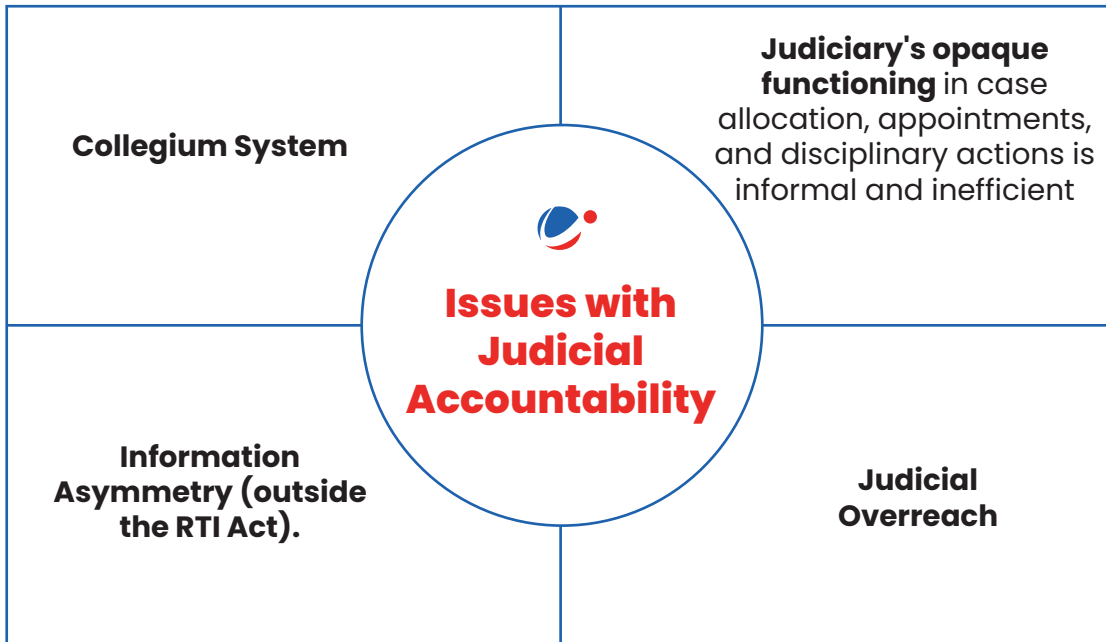 Collegium System
Judiciary's opaque
functioning in case
allocation, appointments,
and disciplinary actions is
informal and inefficient
Issues with
Judicial
Accountability
Information
Asymmetry (outside
the RTI Act).
Judicial
Overreach